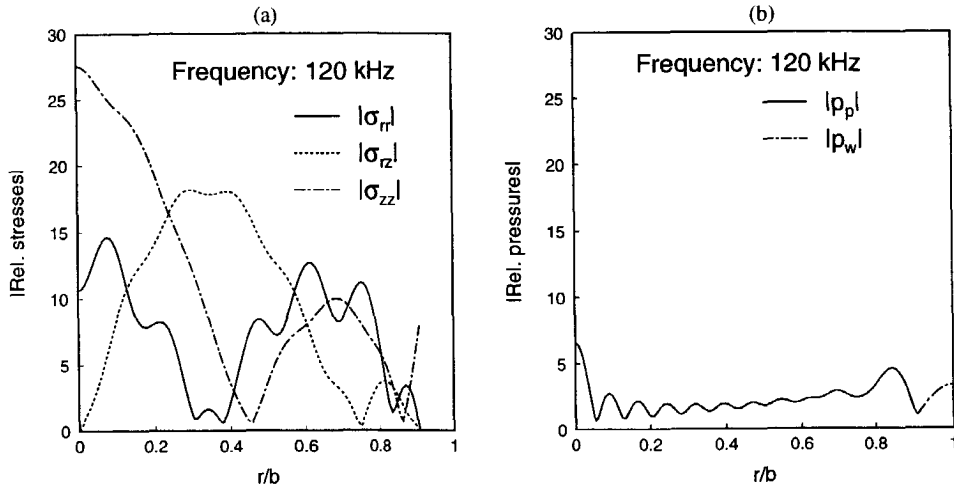 (a)
|Rel. stresses|
30
25
20
15
10
5
0
Frequency: 120 kHz
|σrr|
|σrz|
|σzz|
0 0.2 0.4 0.6 0.8 1
r/b
(b)
|Rel. pressures|
30
25
20
15
10
5
0
Frequency: 120 kHz
|pp|
|pw|
0 0.2 0.4 0.6 0.8 1
r/b